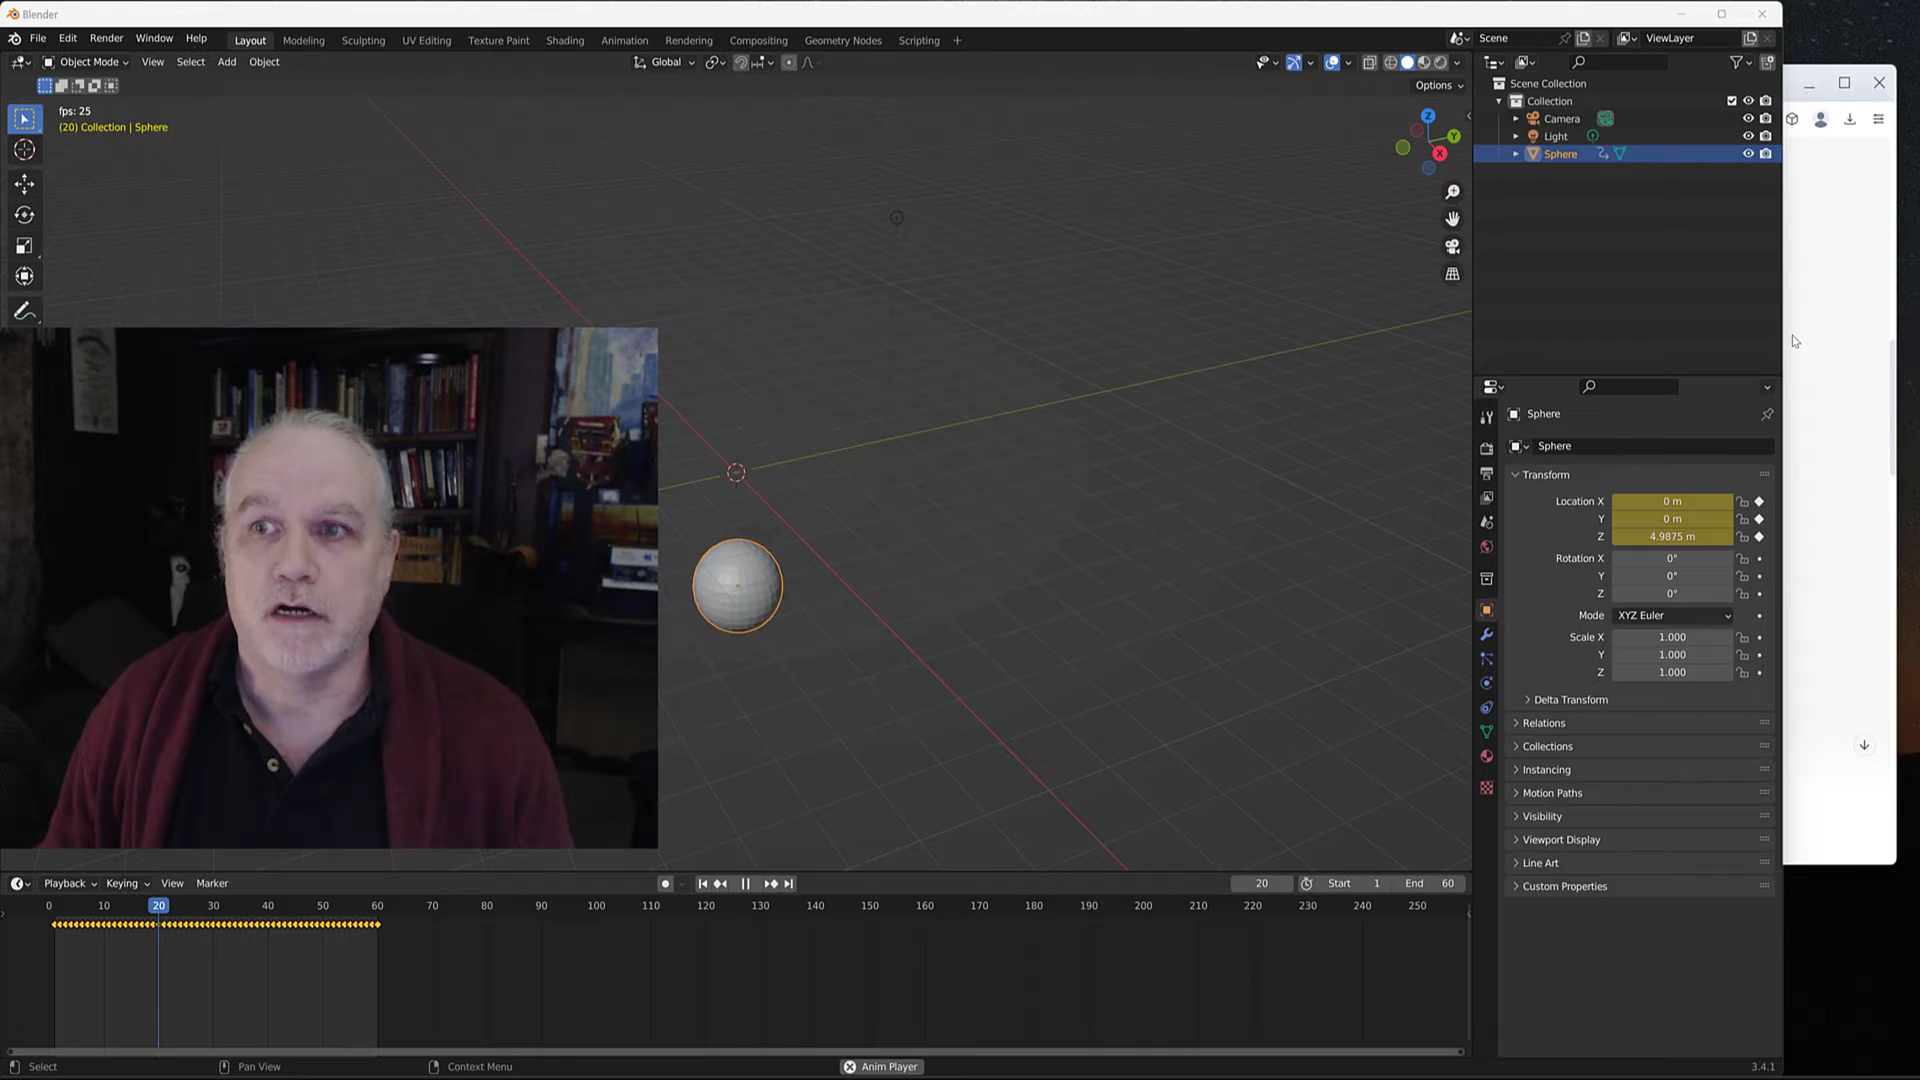 Blender
File Edit Render Window Help Layout Modeling Sculpting UV Editing Texture Paint Shading Animation Rendering Compositing Geometry Nodes Scripting + Scene ViewLayer
Object Mode View Select Add Object Global
Options
fps: 25
(20) Collection | Sphere
Z
Y
X
Scene Collection
Collection
Camera
Light
Sphere
Sphere
Sphere
Transform
Location X 0 m
Y 0 m
Z 4.9875 m
Rotation X 0°
Y 0°
Z 0°
Mode XYZ Euler
Scale X 1.000
Y 1.000
Z 1.000
Delta Transform
Relations
Collections
Instancing
Motion Paths
Visibility
Viewport Display
Line Art
Custom Properties
Playback Keying View Marker 20 Start 1 End 60
0 10 20 30 40 50 60 70 80 90 100 110 120 130 140 150 160 170 180 190 200 210 220 230 240 250
Select Pan View Context Menu Anim Player 3.4.1